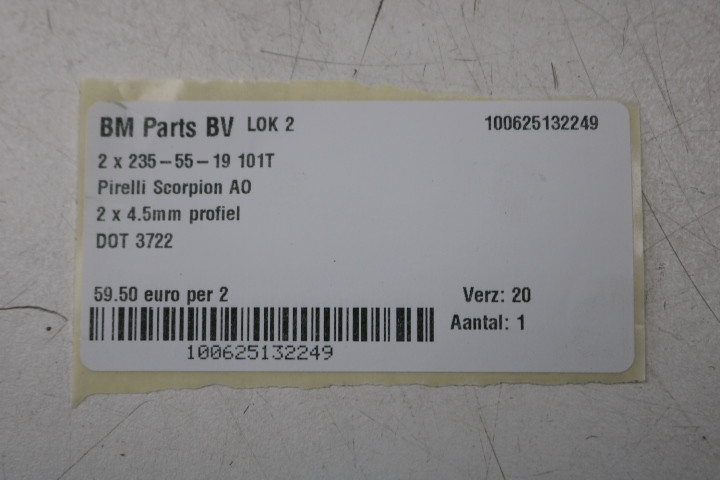 BM Parts BV LOK 2 100625132249
2 x 235-55-19 101T
Pirelli Scorpion AO
2 x 4.5mm profiel
DOT 3722
59.50 euro per 2 Verz: 20
Aantal: 1
100625132249